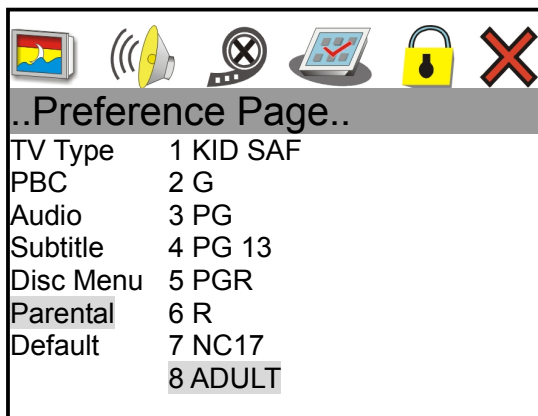 ..Preference Page..
TV Type 1 KID SAF
PBC 2 G
Audio 3 PG
Subtitle 4 PG 13
Disc Menu 5 PGR
Parental 6 R
Default 7 NC17
8 ADULT